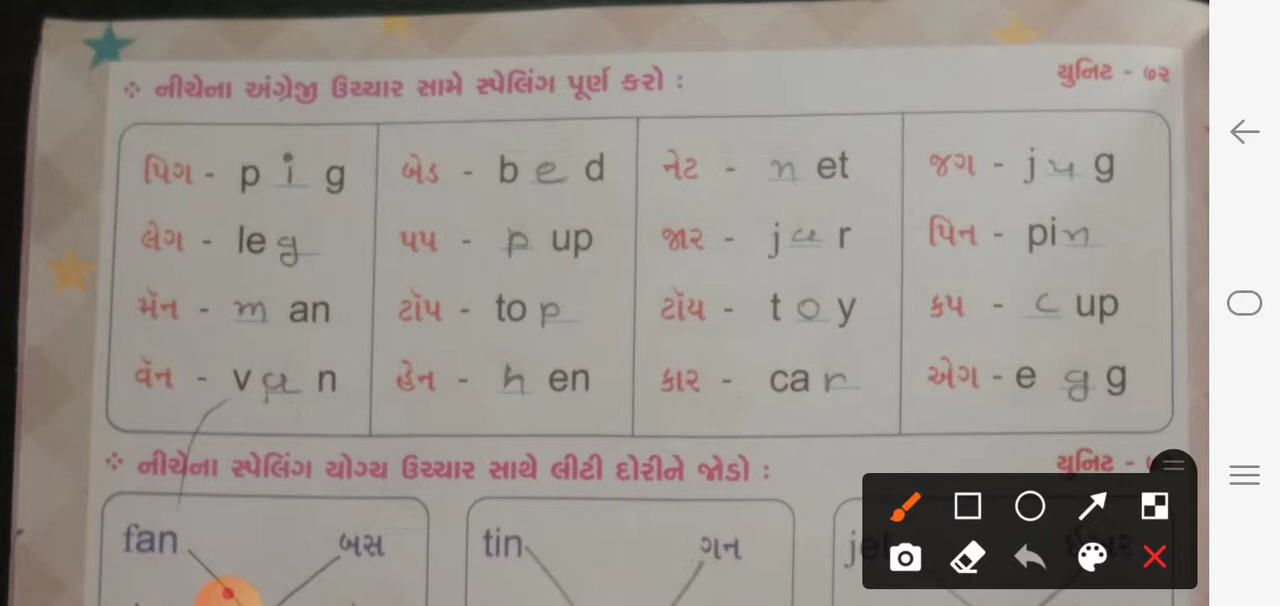 નીચેના અંગ્રેજી ઉચ્ચાર સામે સ્પેલિંગ પૂર્ણ કરો : યુનિટ - ૭૨
પિગ - p i g બેડ - b e d નેટ - n et જગ - j u g
લેગ - le g પપ - p up જાર - j a r પિન - pi n
મૅન - m an ટૉપ - to p ટૉય - t o y કપ - c up
વૅન - v a n હેન - h en કાર - ca r એગ - e g g
નીચેના સ્પેલિંગ યોગ્ય ઉચ્ચાર સાથે લીટી દોરીને જોડો : યુનિટ -
fan બસ tin ગન